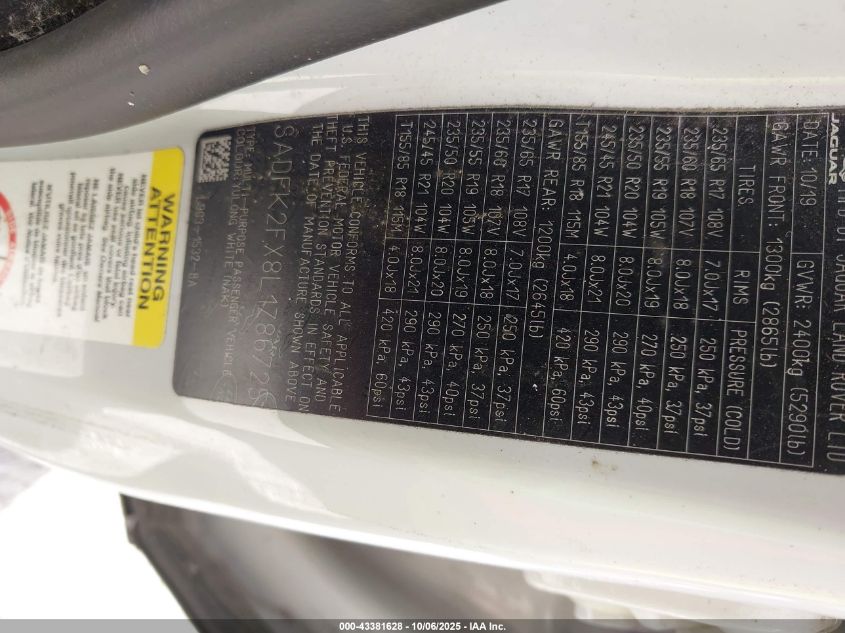 JAGUAR
JAGUAR LAND ROVER LTD
DATE: 10/19 GVWR: 2400kg (5290lb)
GAWR FRONT: 1300kg (2865lb)
TIRES RIMS PRESSURE (COLD)
235/65 R17 108V 7.0Jx17 250 kPa, 37psi
235/60 R18 107V 8.0Jx18 250 kPa, 37psi
235/55 R19 105W 8.0Jx19 270 kPa, 40psi
235/50 R20 104W 8.0Jx20 290 kPa, 43psi
245/45 R21 104W 8.0Jx21 290 kPa, 43psi
T155/85 R18 115M 4.0Jx18 420 kPa, 60psi
GAWR REAR: 1200kg (2645lb)
235/65 R17 108V 7.0Jx17 250 kPa, 37psi
235/60 R18 107V 8.0Jx18 250 kPa, 37psi
235/55 R19 105W 8.0Jx19 270 kPa, 40psi
235/50 R20 104W 8.0Jx20 290 kPa, 43psi
245/45 R21 104W 8.0Jx21 290 kPa, 43psi
T155/85 R18 115M 4.0Jx18 420 kPa, 60psi
THIS VEHICLE CONFORMS TO ALL APPLICABLE
U.S. FEDERAL MOTOR VEHICLE SAFETY AND
THEFT PREVENTION STANDARDS IN EFFECT ON
THE DATE OF MANUFACTURE SHOWN ABOVE.
SADFK2FX8L1Z8672
TYPE: MULTI-PURPOSE PASSENGER VEHICLE
WHITE (NAK)
WARNING
ATTENTION
000-43381628 - 10/06/2025 - IAA Inc.